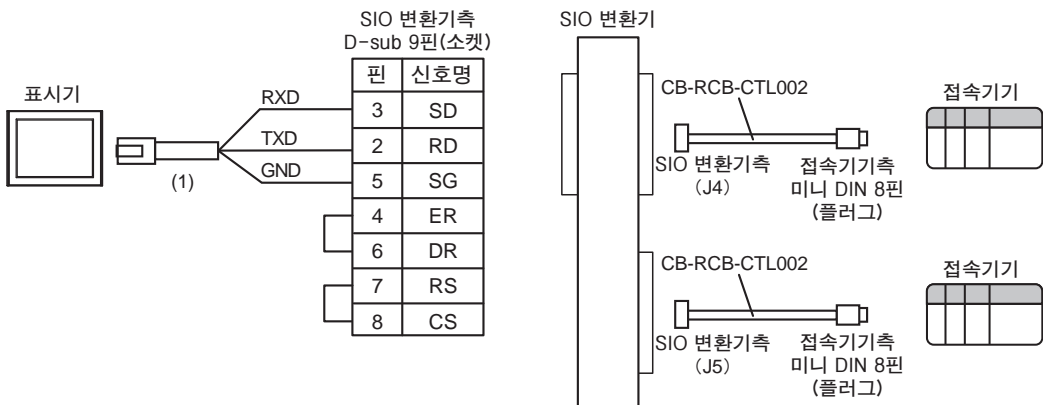 SIO 변환기측
D-sub 9핀(소켓)
핀 신호명
표시기
RXD
3 SD
TXD
2 RD
GND
5 SG
(1)
4 ER
6 DR
7 RS
8 CS
SIO 변환기
CB-RCB-CTL002
접속기기
SIO 변환기측
(J4)
접속기기측
미니 DIN 8핀
(플러그)
CB-RCB-CTL002
접속기기
SIO 변환기측
(J5)
접속기기측
미니 DIN 8핀
(플러그)